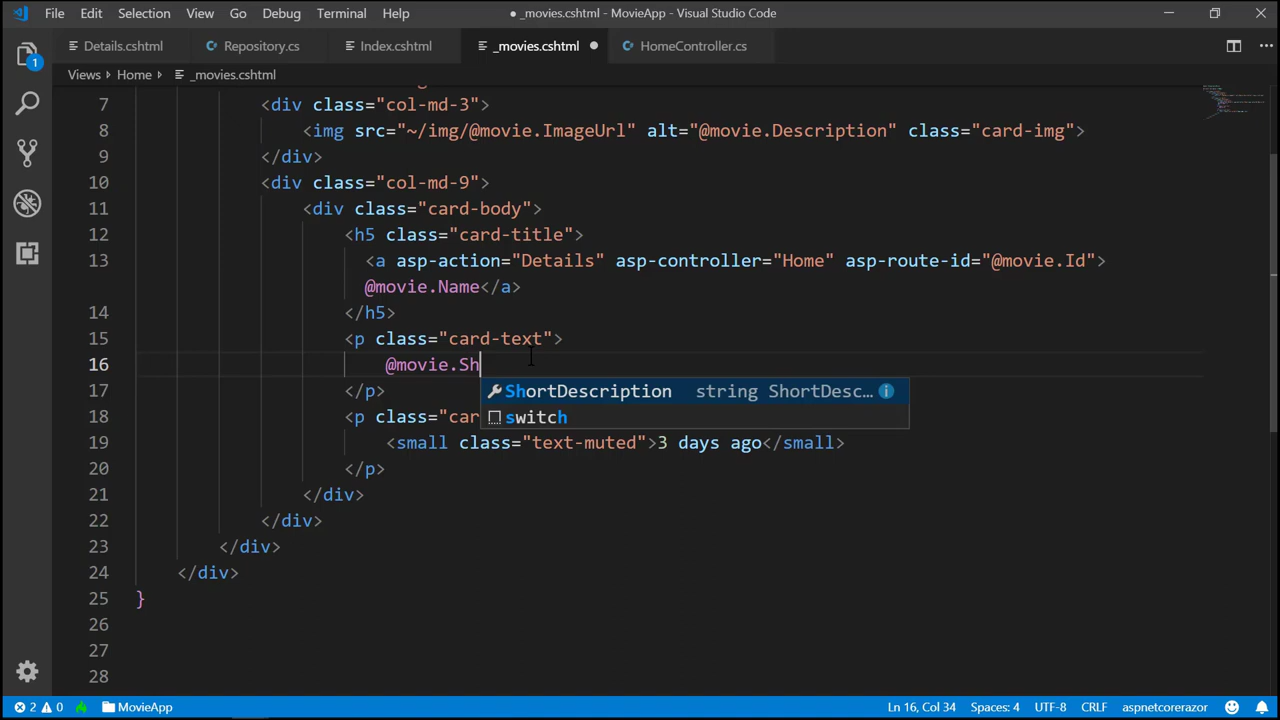 File Edit Selection View Go Debug Terminal Help
● _movies.cshtml - MovieApp - Visual Studio Code
Details.cshtml Repository.cs Index.cshtml _movies.cshtml HomeController.cs
Views Home _movies.cshtml
1
7 <div class="col-md-3">
8 <img src="~/img/@movie.ImageUrl" alt="@movie.Description" class="card-img">
9 </div>
10 <div class="col-md-9">
11 <div class="card-body">
12 <h5 class="card-title">
13 <a asp-action="Details" asp-controller="Home" asp-route-id="@movie.Id">
@movie.Name</a>
14 </h5>
15 <p class="card-text">
16 @movie.Sh
ShortDescription string ShortDesc…
17 </p>
18 <p class="car
switch
19 <small class="text-muted">3 days ago</small>
20 </p>
21 </div>
22 </div>
23 </div>
24 </div>
25 }
26
27
28
2 0 MovieApp Ln 16, Col 34 Spaces: 4 UTF-8 CRLF aspnetcorerazor